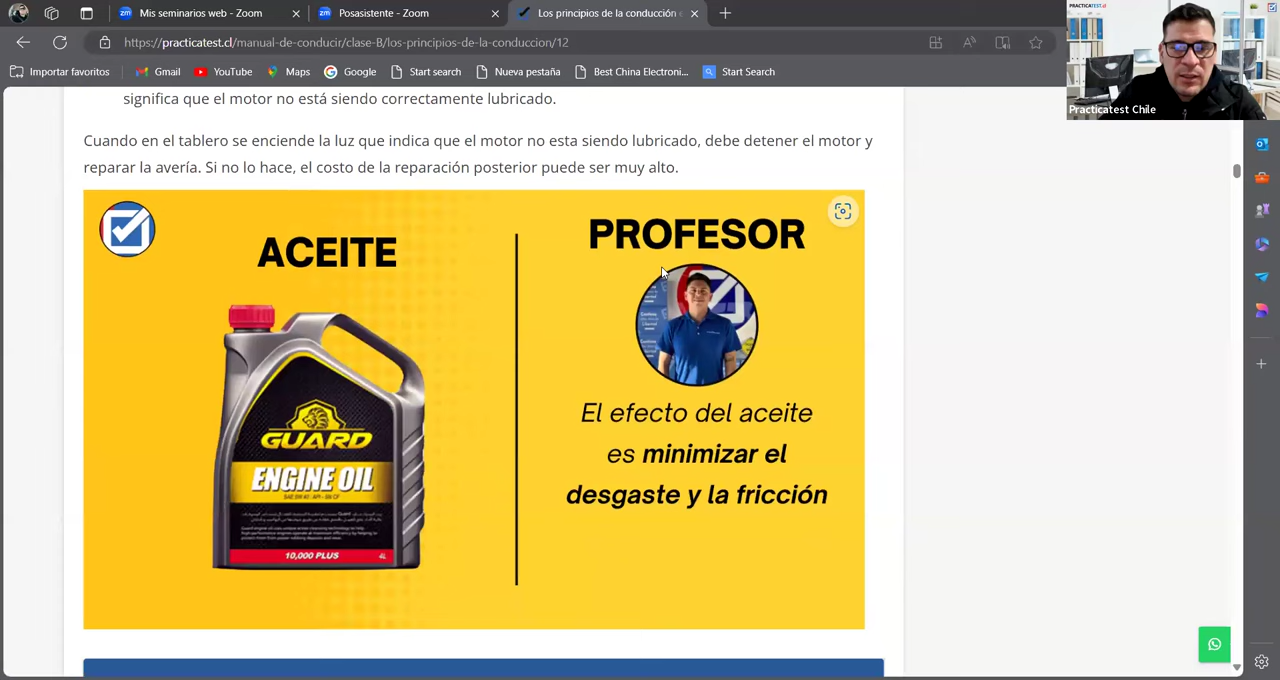 Mis seminarios web - Zoom
Posasistente - Zoom
Los principios de la conducción
https://practicatest.cl/manual-de-conducir/clase-B/los-principios-de-la-conduccion/12
Importar favoritos
Gmail
YouTube
Maps
Google
Start search
Nueva pestaña
Best China Electroni...
Start Search
PRACTICATEST.cl
Practicatest Chile
significa que el motor no está siendo correctamente lubricado.
Cuando en el tablero se enciende la luz que indica que el motor no esta siendo lubricado, debe detener el motor y
reparar la avería. Si no lo hace, el costo de la reparación posterior puede ser muy alto.
ACEITE
GUARD
ENGINE OIL
10,000 PLUS
4L
PROFESOR
El efecto del aceite
es minimizar el
desgaste y la fricción